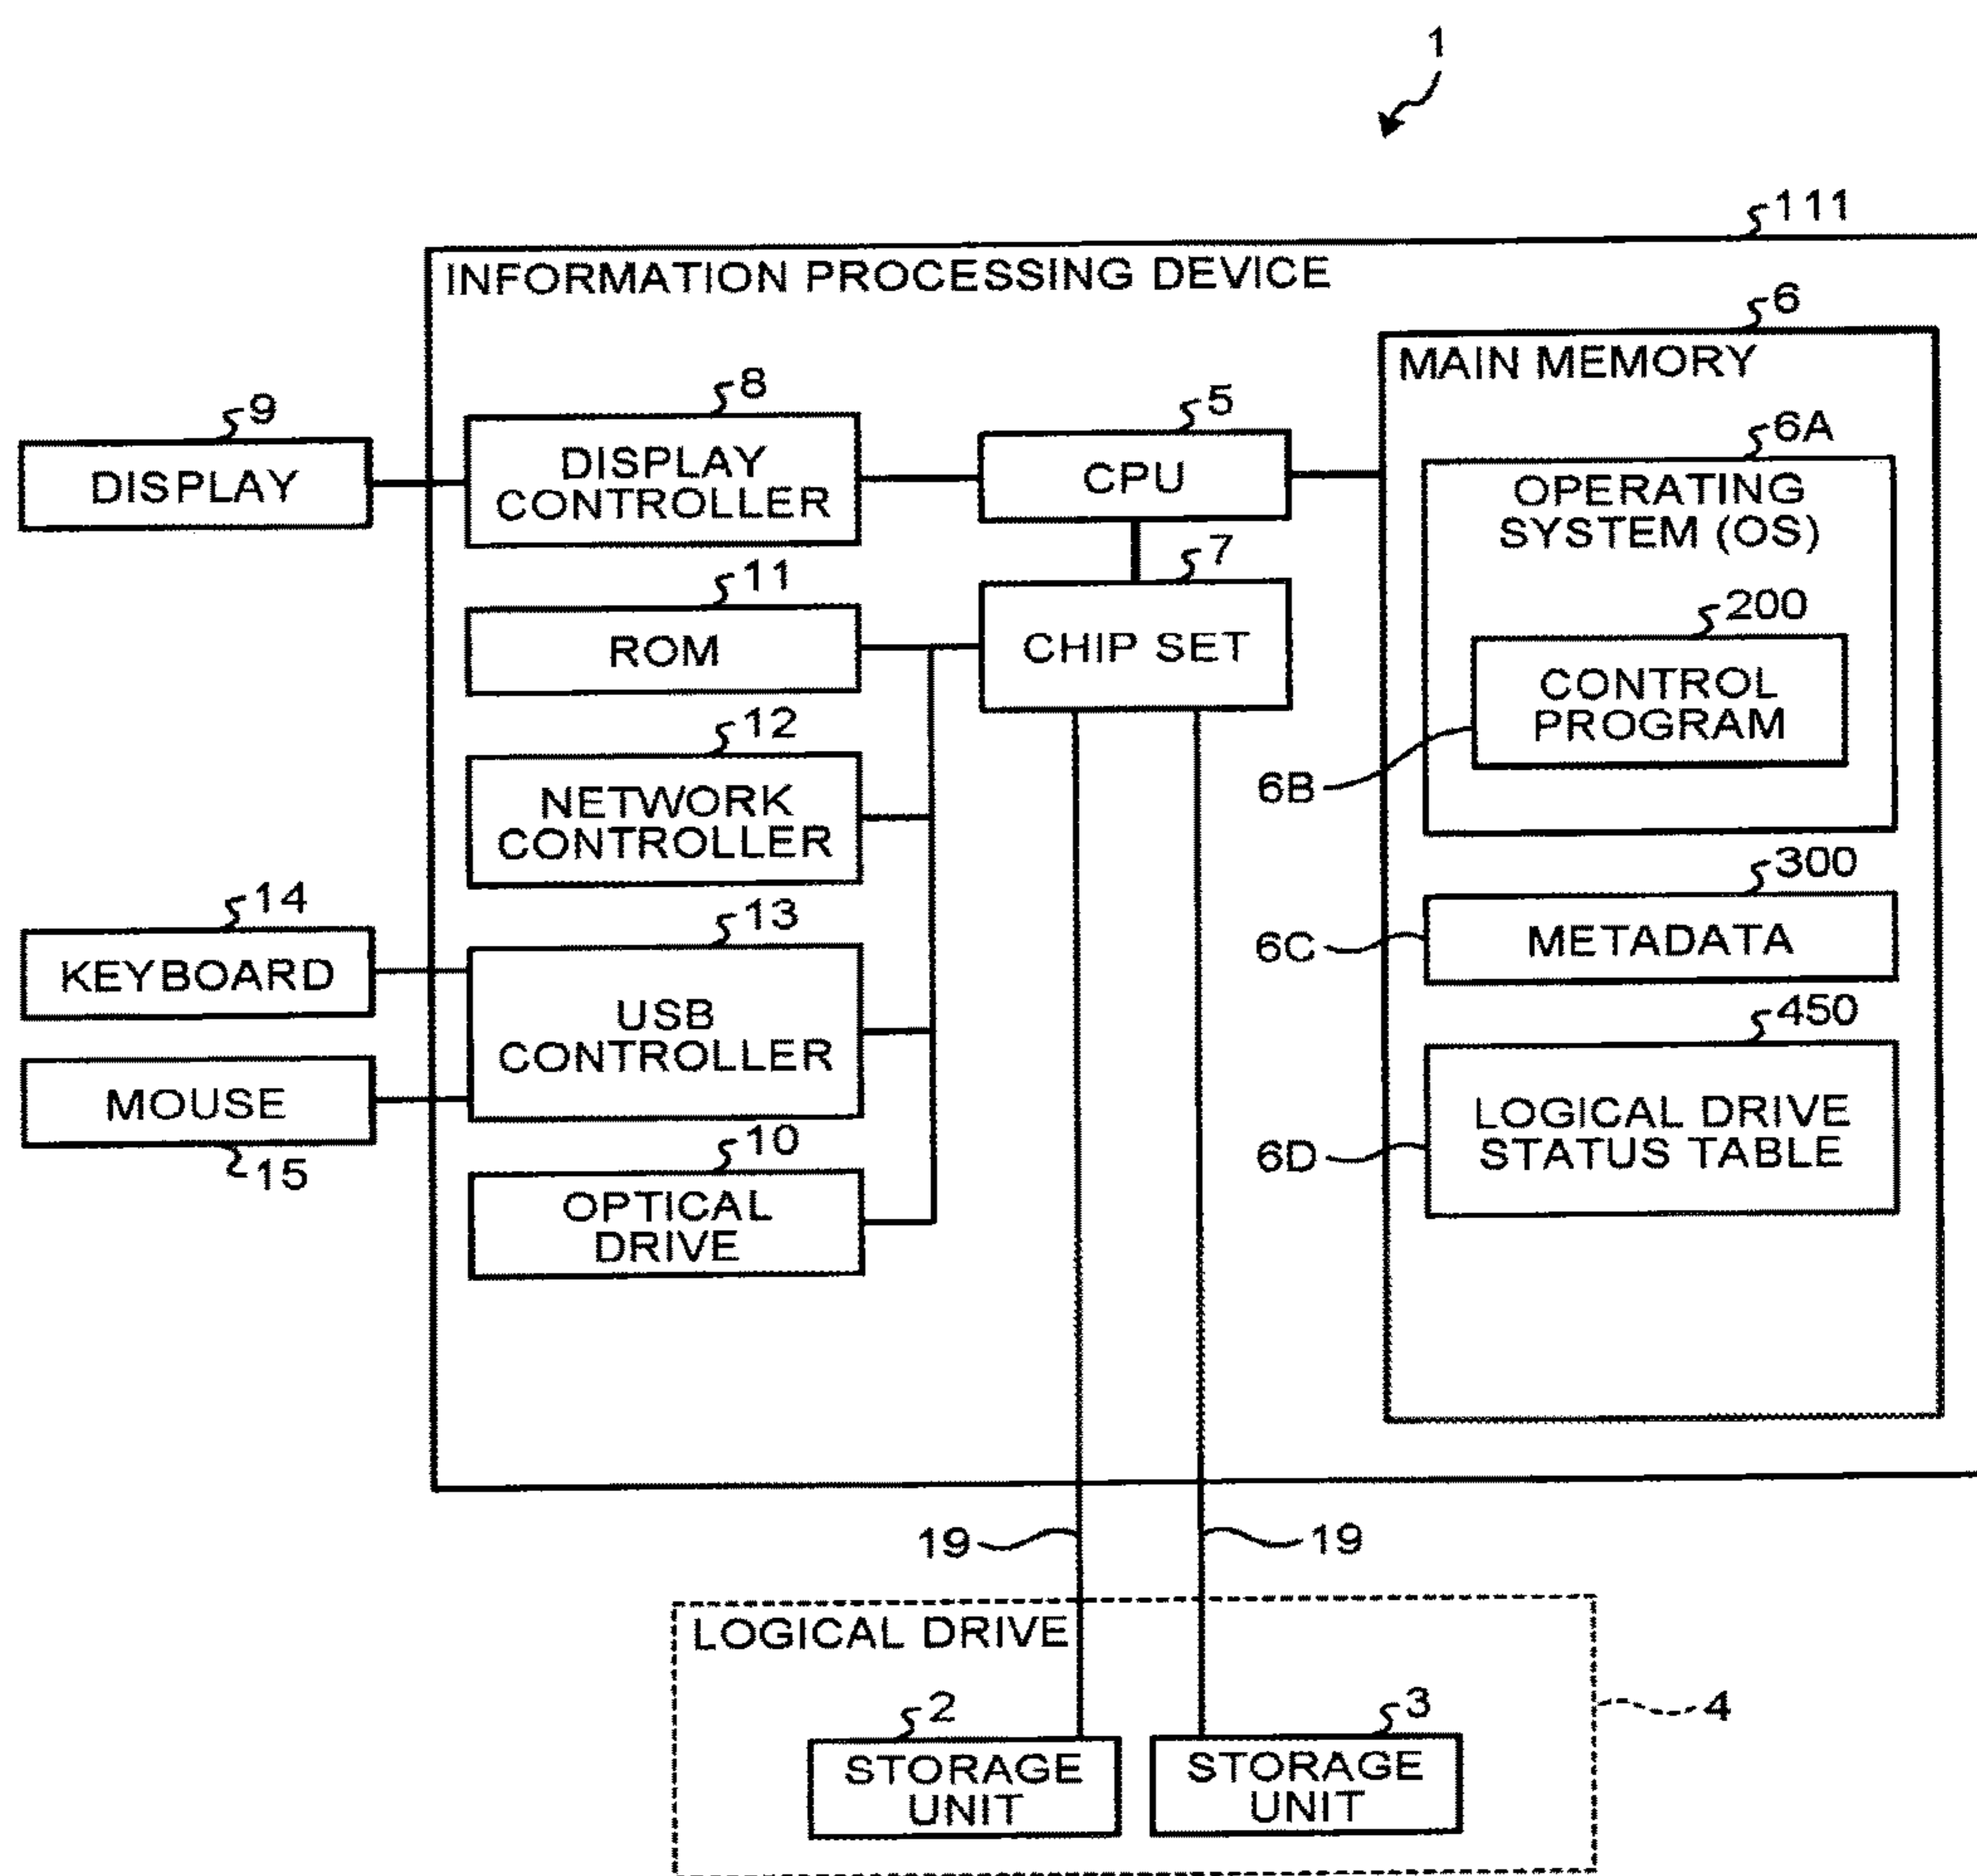 1
111
INFORMATION PROCESSING DEVICE
6
MAIN MEMORY
8
DISPLAY
CONTROLLER
5
CPU
9
DISPLAY
6A
OPERATING
SYSTEM (OS)
7
CHIP SET
11
ROM
200
CONTROL
PROGRAM
6B
12
NETWORK
CONTROLLER
300
METADATA
6C
14
KEYBOARD
13
USB
CONTROLLER
450
LOGICAL DRIVE
STATUS TABLE
6D
MOUSE
15
10
OPTICAL
DRIVE
19
19
LOGICAL DRIVE
4
2
STORAGE
UNIT
3
STORAGE
UNIT